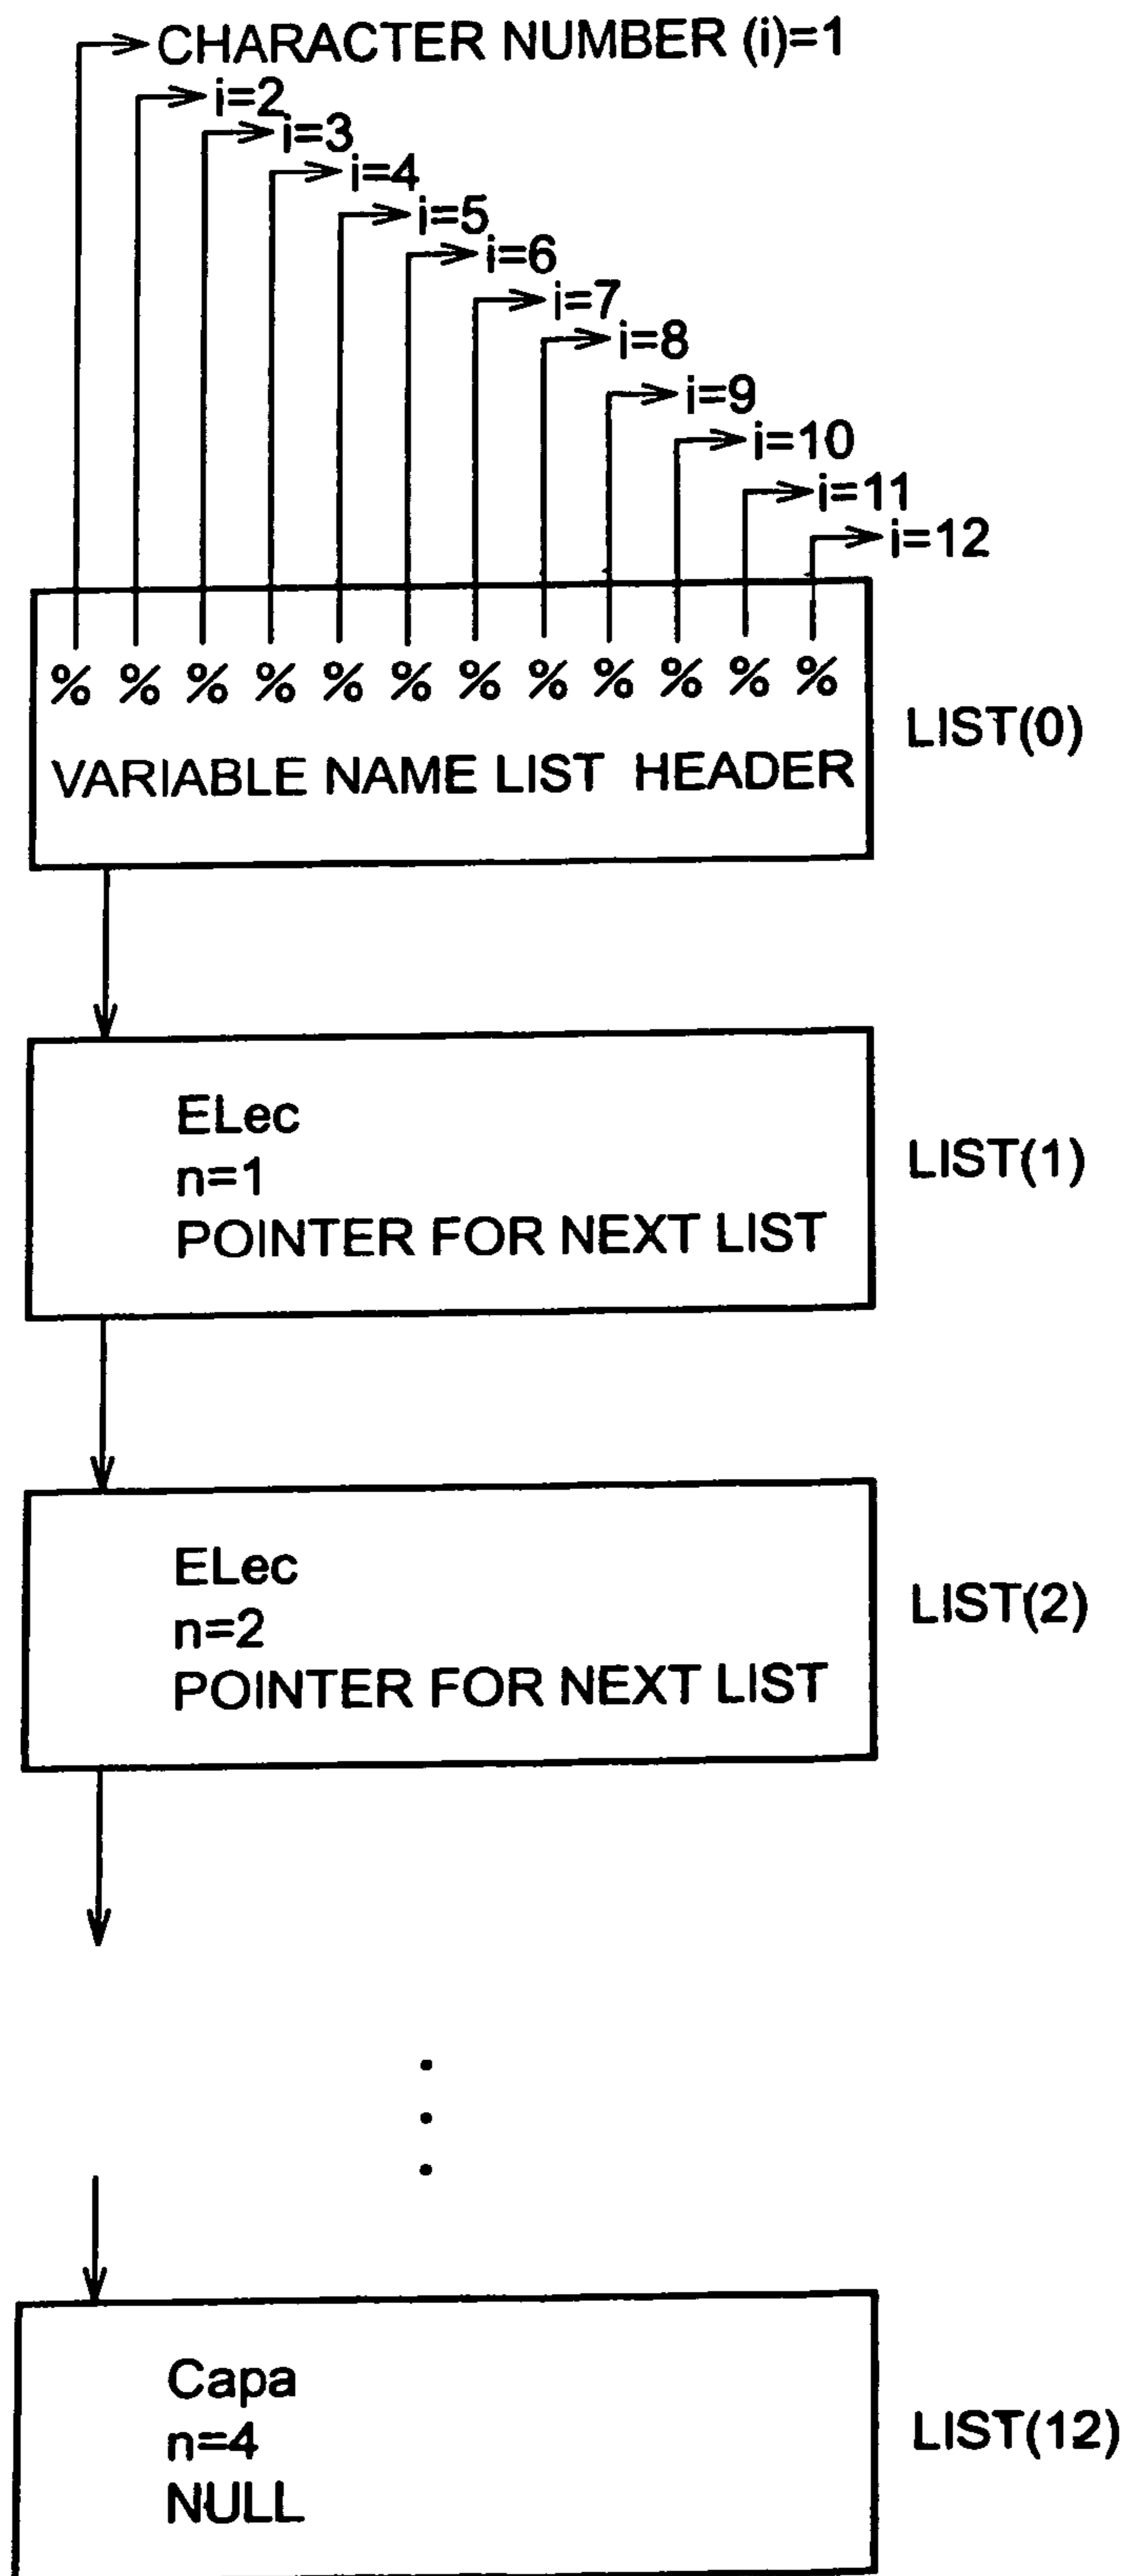 CHARACTER NUMBER (i)=1
i=2
i=3
i=4
i=5
i=6
i=7
i=8
i=9
i=10
i=11
i=12
% % % % % % % % % % % %
VARIABLE NAME LIST HEADER
LIST(0)
ELec
n=1
POINTER FOR NEXT LIST
LIST(1)
ELec
n=2
POINTER FOR NEXT LIST
LIST(2)
Capa
n=4
NULL
LIST(12)